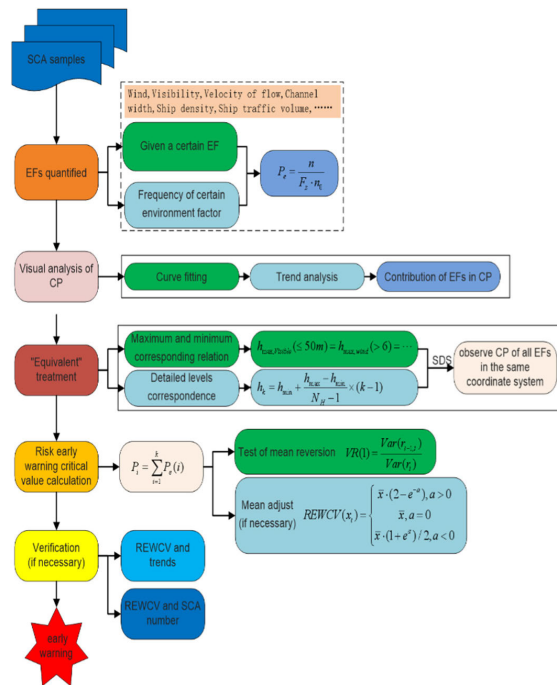 SCA samples
Wind,Visibility,Velocity of flow,Channel
width,Ship density,Ship traffic volume,……
Given a certain EF
EFs quantified
Frequency of certain
environment factor
P_e = n / (F_z · n_ij)
Visual analysis of
CP
Curve fitting
Trend analysis
Contribution of EFs in CP
Maximum and minimum
corresponding relation
h_max_Visible(≤ 50m) = h_max_wind(> 6) = ⋯
"Equivalent"
treatment
SDS
observe CP of all EFs
in the same
coordinate system
Detailed levels
correspondence
h_k = h_min + (h_max − h_min) / (N_H − 1) × (k−1)
Risk early
warning critical
value calculation
P_t = ∑_{i=1}^{k} P_e(i)
Test of mean reversion
VR(1) = Var(r_{t-1,t}) / Var(r_t)
Mean adjust
(if necessary)
REWCV(x_t) =
x̄·(2−e^{-a}), a > 0
x̄, a = 0
x̄·(1+e^a)/2, a < 0
Verification
(if necessary)
REWCV and
trends
REWCV and SCA
number
early
warning